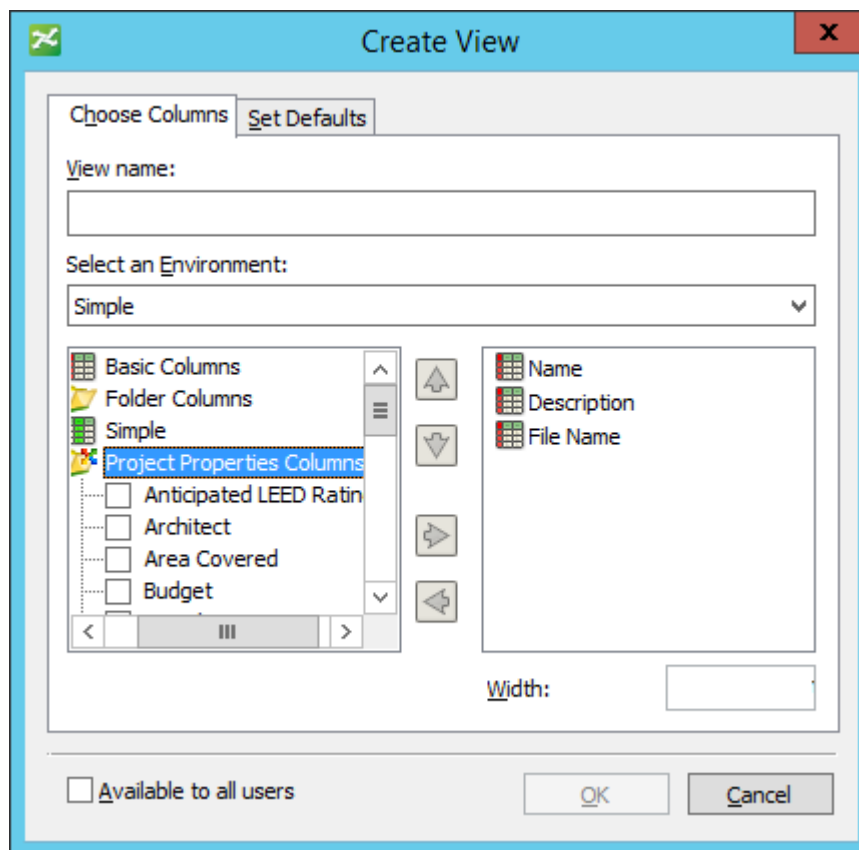 Create View
x
Choose Columns
Set Defaults
View name:
Select an Environment:
Simple
Basic Columns
Folder Columns
Simple
Project Properties Columns
Anticipated LEED Ratin
Architect
Area Covered
Budget
Name
Description
File Name
Width:
Available to all users
OK
Cancel